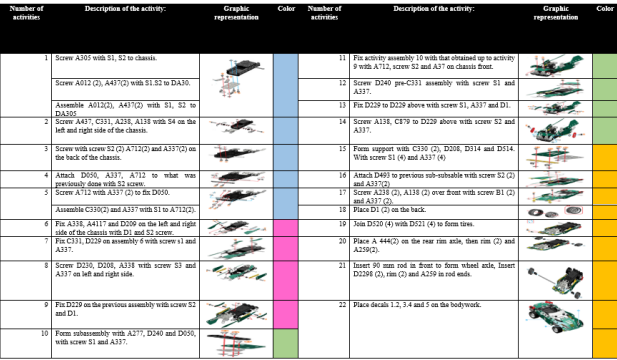 Number of activities
Description of the activity:
Graphic representation
Color
Number of activities
Description of the activity:
Graphic representation
Color
1
Screw A305 with S1, S2 to chassis.
Screw A012 (2), A437(2) with S1.S2 to DA30.
Assemble A012(2), A437(2) with S1, S2 to
DA305
2
Screw A437, C331, A238, A138 with S4 on the
left and right side of the chassis.
3
Screw with screw S2 (2) A712(2) and A337(2) on
the back of the chassis.
4
Attach D050, A337, A712 to what was
previously done with S2 screw.
5
Screw A712 with A337 (2) to fix D050.
Assemble C330(2) and A337 with S1 to A712(2).
6
Fix A338, A4117 and D209 on the left and right
side of the chassis with D1 and S2 screw.
7
Fix C331, D229 on assembly 6 with screw s1 and
A337.
8
Screw D230, D208, A338 with screw S3 and
A337 on left and right side.
9
Fix D229 on the previous assembly with screw S2
and D1.
10
Form subassembly with A277, D240 and D050,
with screw S1 and A337.
11
Fix activity assembly 10 with that obtained up to activity
9 with A712, screw S2 and A37 on chassis front.
12
Screw D240 pre-C331 assembly with screw S1 and
A337.
13
Fix D229 to D229 above with screw S1, A337 and D1.
14
Screw A138, C879 to D229 above with screw S2 and
A337.
15
Form support with C330 (2), D208, D314 and D514.
With screw S1 (4) and A337 (4)
16
Attach D493 to previous sub-subsable with screw S2 (2)
and A337(2)
17
Screw A238 (2), A138 (2) over front with screw B1 (2)
and A337 (2).
18
Place D1 (2) on the back.
19
Join D520 (4) with D521 (4) to form tires.
20
Place A 444(2) on the rear rim axle, then rim (2) and
A259(2).
21
Insert 90 mm rod in front to form wheel axle, Insert
D2298 (2), rim (2) and A259 in rod ends.
22
Place decals 1.2, 3.4 and 5 on the bodywork.